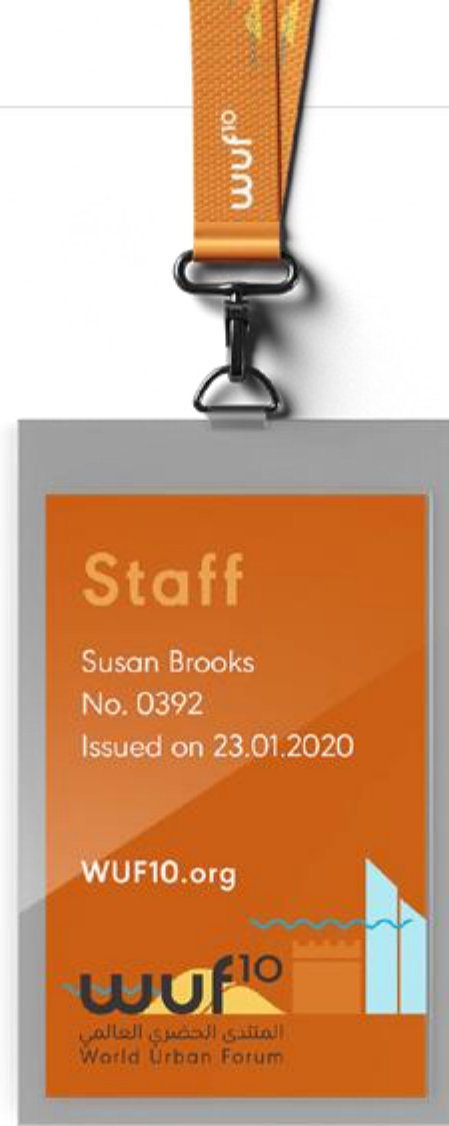 wuf10
Staff
Susan Brooks
No. 0392
Issued on 23.01.2020
WUF10.org
wuf10
المنتدى الحضري العالمي
World Urban Forum